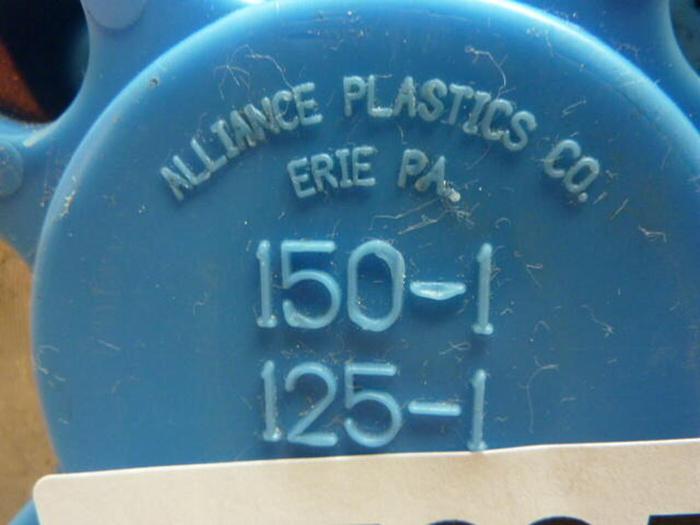 ALLIANCE PLASTICS CO.
ERIE PA.
150-1
125-1